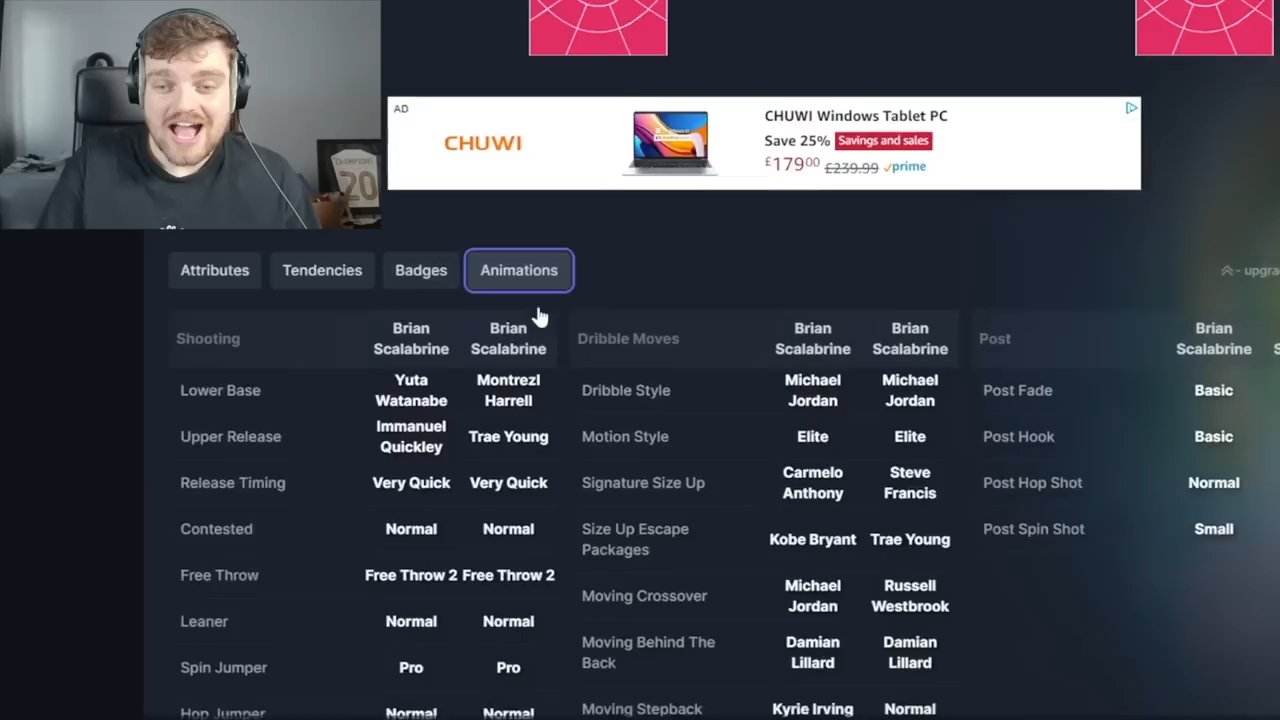 CHAMPIONS
20
AD
CHUWI
CHUWI Windows Tablet PC
Save 25% Savings and sales
£179⁰⁰ £239.99 prime
Attributes Tendencies Badges Animations
- upgra
Shooting Brian Scalabrine Brian Scalabrine
Lower Base Yuta Watanabe Montrezl Harrell
Upper Release Immanuel Quickley Trae Young
Release Timing Very Quick Very Quick
Contested Normal Normal
Free Throw Free Throw 2 Free Throw 2
Leaner Normal Normal
Spin Jumper Pro Pro
Hop Jumper Normal Normal
Dribble Moves Brian Scalabrine Brian Scalabrine
Dribble Style Michael Jordan Michael Jordan
Motion Style Elite Elite
Signature Size Up Carmelo Anthony Steve Francis
Size Up Escape Packages Kobe Bryant Trae Young
Moving Crossover Michael Jordan Russell Westbrook
Moving Behind The Back Damian Lillard Damian Lillard
Moving Stepback Kyrie Irving Normal
Post Brian Scalabrine S
Post Fade Basic
Post Hook Basic
Post Hop Shot Normal
Post Spin Shot Small